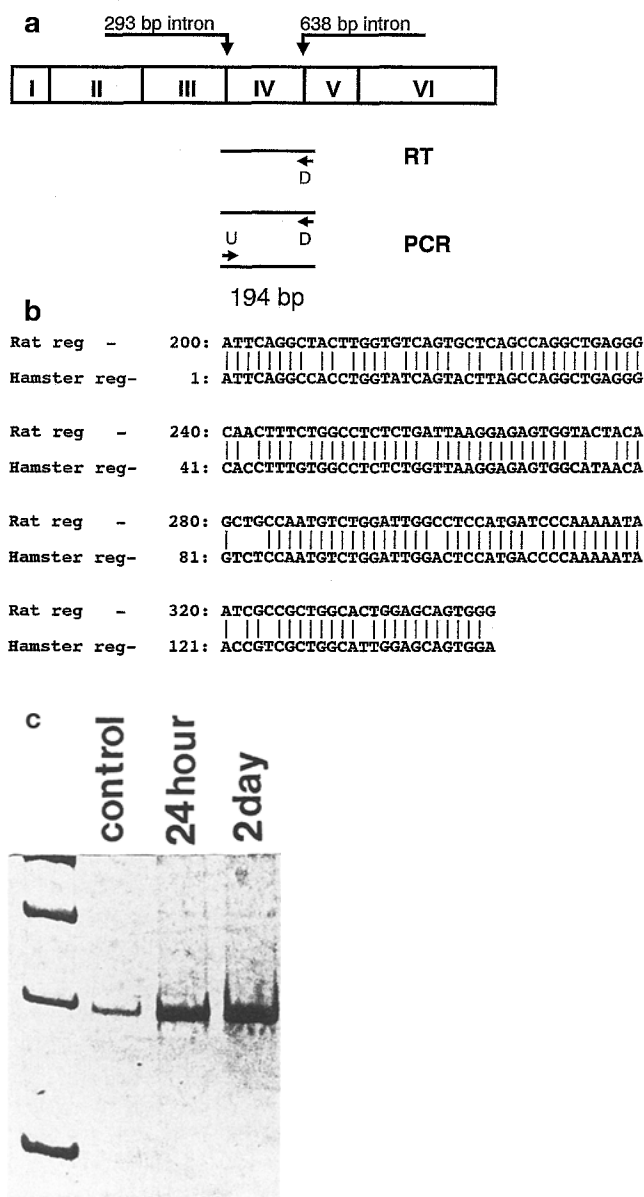 a
293 bp intron 638 bp intron
I II III IV V VI
RT
D
U D
PCR
194 bp
b
Rat reg - 200: ATTCAGGCTACTTGGTGTCAGTGCTCAGCCAGGCTGAGGG
Hamster reg- 1: ATTCAGGCCACCTGGTATCAGTACTTAGCCAGGCTGAGGG
Rat reg - 240: CAACTTTCTGGCCTCTCTGATTAAGGAGAGTGGTACTACA
Hamster reg- 41: CACCTTTGTGGCCTCTCTGGTTAAGGAGAGTGGCATAACA
Rat reg - 280: GCTGCCAATGTCTGGATTGGCCTCCATGATCCCAAAAATA
Hamster reg- 81: GTCTCCAATGTCTGGATTGGACTCCATGACCCCAAAAATA
Rat reg - 320: ATCGCCGCTGGCACTGGAGCAGTGGG
Hamster reg- 121: ACCGTCGCTGGCATTGGAGCAGTGGA
c
control 24hour 2day